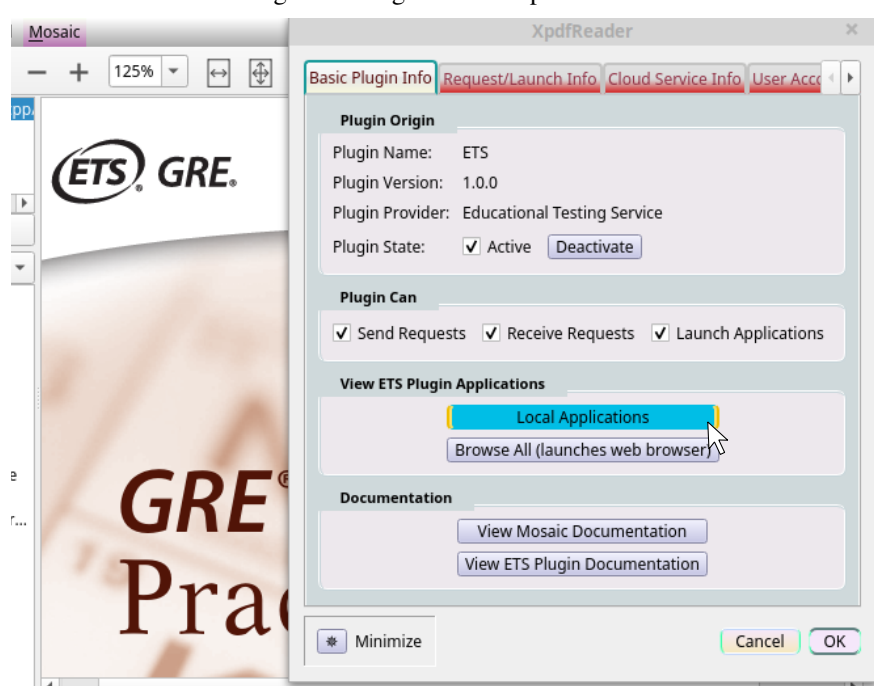 Mosaic
XpdfReader
125%
Basic Plugin Info Request/Launch Info Cloud Service Info User Acc
Plugin Origin
Plugin Name: ETS
Plugin Version: 1.0.0
Plugin Provider: Educational Testing Service
Plugin State: Active Deactivate
Plugin Can
Send Requests Receive Requests Launch Applications
View ETS Plugin Applications
Local Applications
Browse All (launches web browser)
Documentation
View Mosaic Documentation
View ETS Plugin Documentation
Minimize Cancel OK
ETS® GRE®
GRE®
Pra